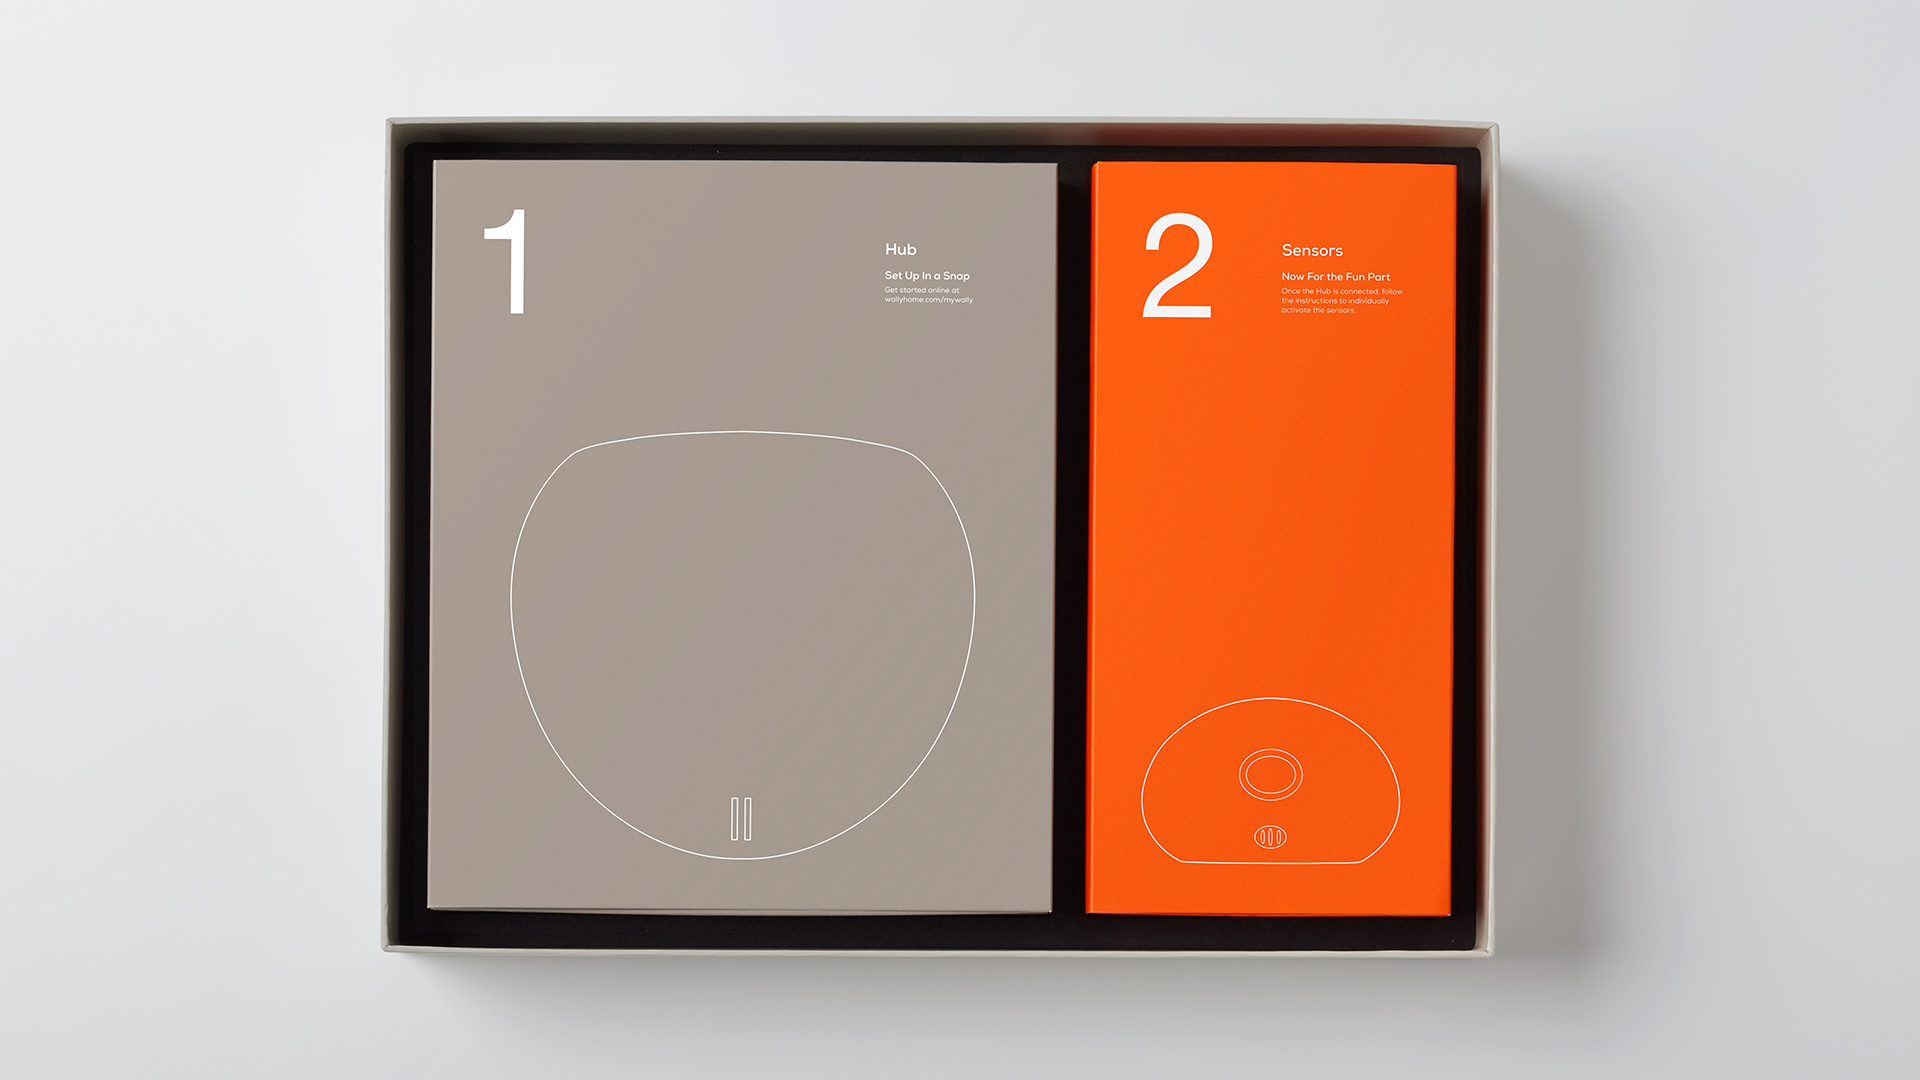 1
Hub
Set Up In a Snap
Get started online at
wallyhome.com/mywally
2
Sensors
Now For the Fun Part
Once the Hub is connected, follow
the instructions to individually
activate the sensors.